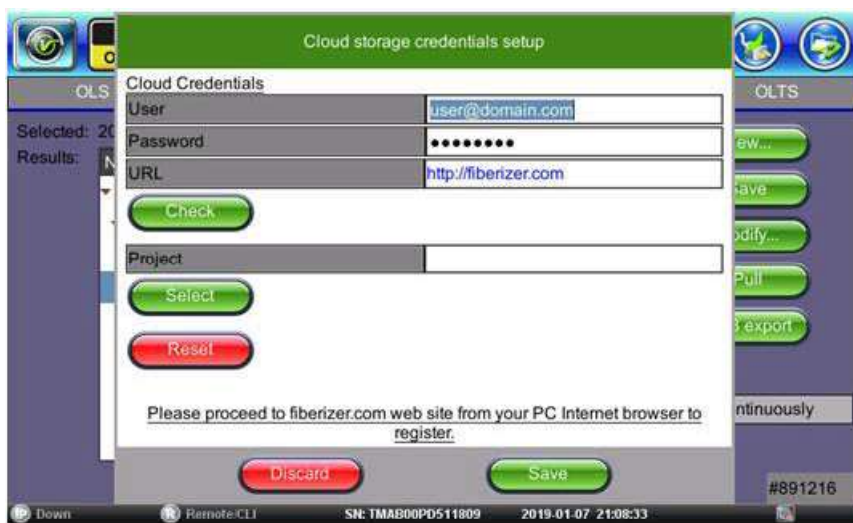 Cloud storage credentials setup
OLS
OLTS
Cloud Credentials
User user@domain.com
Password ●●●●●●●●
URL http://fiberizer.com
Check
Project
Select
Reset
Please proceed to fiberizer.com web site from your PC Internet browser to
register.
Discard Save
Selected: 20
Results: N
ew...
ave
odify...
Pull
export
ntinuously
#891216
IP Down R Remote/CLI SN: TMAB00PD511809 2019-01-07 21:08:33